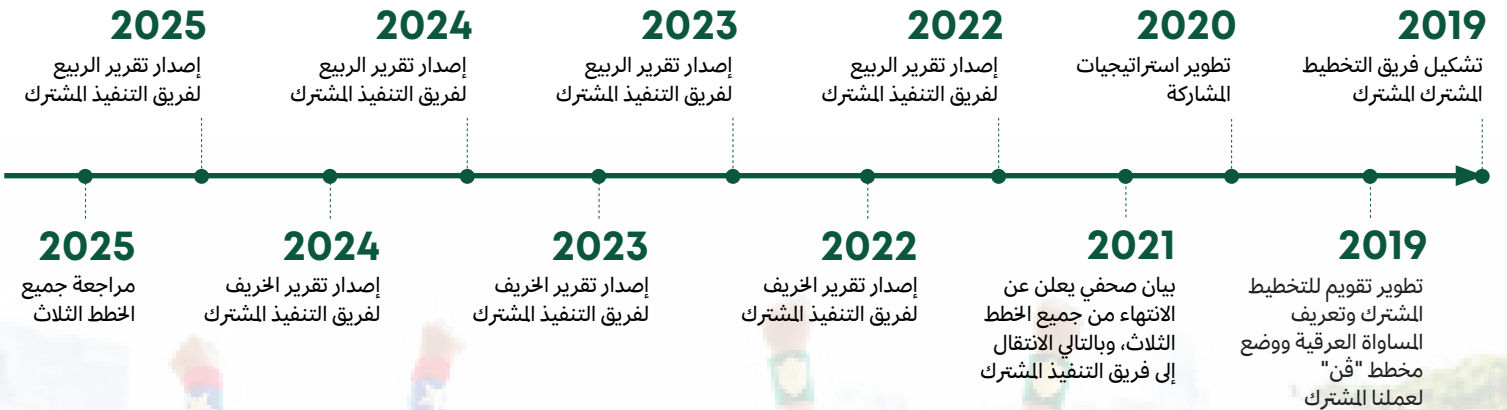 2019
تشكيل فريق التخطيط
المشترك المشترك
2020
تطوير استراتيجيات
المشاركة
2022
إصدار تقرير الربيع
لفريق التنفيذ المشترك
2023
إصدار تقرير الربيع
لفريق التنفيذ المشترك
2024
إصدار تقرير الربيع
لفريق التنفيذ المشترك
2025
إصدار تقرير الربيع
لفريق التنفيذ المشترك
2019
تطوير تقويم للتخطيط
المشترك وتعريف
المساواة العرقية ووضع
مخطط "ڤن"
لعملنا المشترك
2021
بيان صحفي يعلن عن
الانتهاء من جميع الخطط
الثلاث، وبالتالي الانتقال
إلى فريق التنفيذ المشترك
2022
إصدار تقرير الخريف
لفريق التنفيذ المشترك
2023
إصدار تقرير الخريف
لفريق التنفيذ المشترك
2024
إصدار تقرير الخريف
لفريق التنفيذ المشترك
2025
مراجعة جميع
الخطط الثلاث